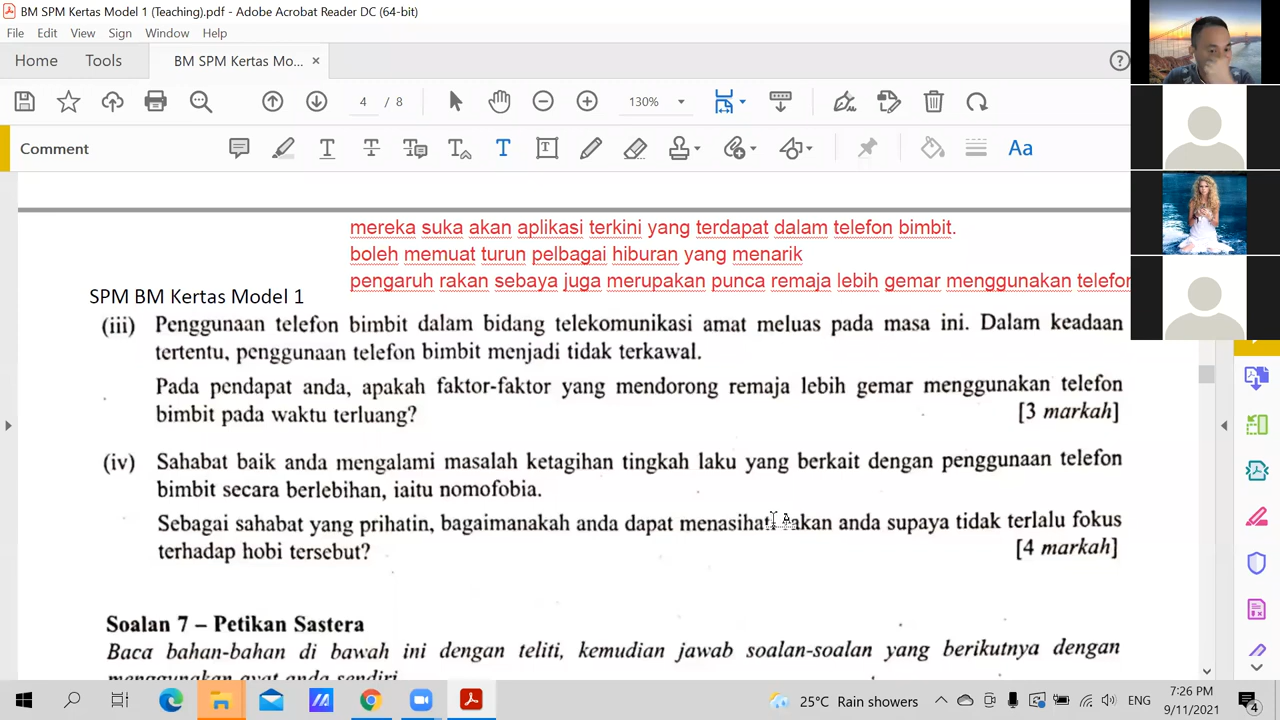 BM SPM Kertas Model 1 (Teaching).pdf - Adobe Acrobat Reader DC (64-bit)
File Edit View Sign Window Help
Home Tools BM SPM Kertas Mo... ×
4 / 8 130%
Comment
Aa
mereka suka akan aplikasi terkini yang terdapat dalam telefon bimbit.
boleh memuat turun pelbagai hiburan yang menarik
pengaruh rakan sebaya juga merupakan punca remaja lebih gemar menggunakan telefon
SPM BM Kertas Model 1
(iii) Penggunaan telefon bimbit dalam bidang telekomunikasi amat meluas pada masa ini. Dalam keadaan
tertentu, penggunaan telefon bimbit menjadi tidak terkawal.
Pada pendapat anda, apakah faktor-faktor yang mendorong remaja lebih gemar menggunakan telefon
bimbit pada waktu terluang? [3 markah]
(iv) Sahabat baik anda mengalami masalah ketagihan tingkah laku yang berkait dengan penggunaan telefon
bimbit secara berlebihan, iaitu nomofobia.
Sebagai sahabat yang prihatin, bagaimanakah anda dapat menasihati rakan anda supaya tidak terlalu fokus
terhadap hobi tersebut? [4 markah]
Soalan 7 – Petikan Sastera
Baca bahan-bahan di bawah ini dengan teliti, kemudian jawab soalan-soalan yang berikutnya dengan
menggunakan ayat anda sendiri.
25°C Rain showers ENG 7:26 PM
9/11/2021 4